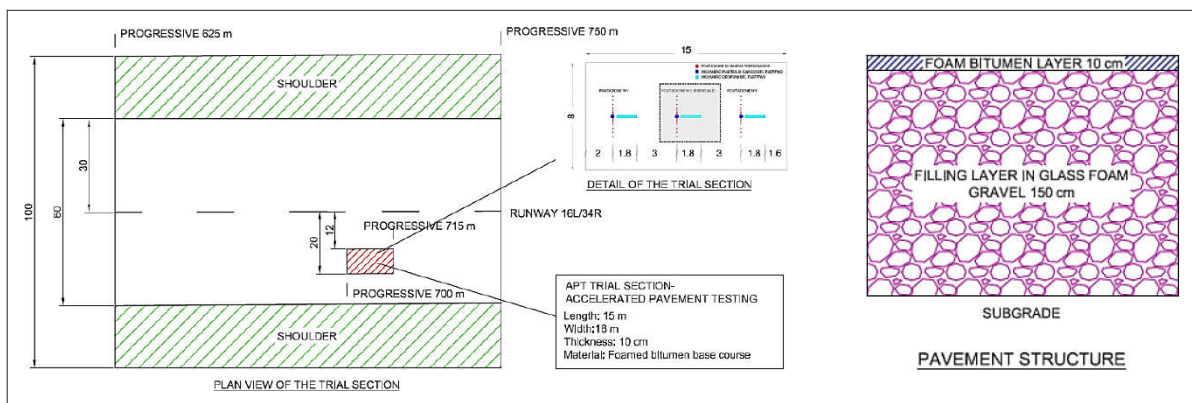 PROGRESSIVE 625 m
PROGRESSIVE 750 m
SHOULDER
30
60
100
RUNWAY 16L/34R
PROGRESSIVE 715 m
12
20
PROGRESSIVE 700 m
SHOULDER
PLAN VIEW OF THE TRIAL SECTION
15
8
2
1.8
3
1.8
3
1.8
1.6
DETAIL OF THE TRIAL SECTION
APT TRIAL SECTION-
ACCELERATED PAVEMENT TESTING
Length: 15 m
Width:18 m
Thickness: 10 cm
Material: Foamed bitumen base course
FOAM BITUMEN LAYER 10 cm
FILLING LAYER IN GLASS FOAM
GRAVEL 150 cm
SUBGRADE
PAVEMENT STRUCTURE